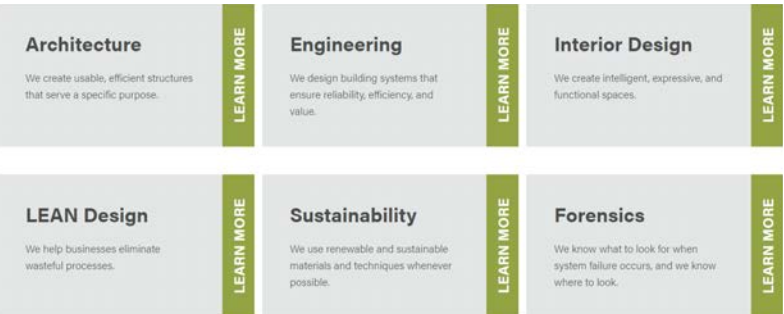 Architecture
We create usable, efficient structures
that serve a specific purpose.
LEARN MORE
Engineering
We design building systems that
ensure reliability, efficiency, and
value.
LEARN MORE
Interior Design
We create intelligent, expressive, and
functional spaces.
LEARN MORE
LEAN Design
We help businesses eliminate
wasteful processes.
LEARN MORE
Sustainability
We use renewable and sustainable
materials and techniques whenever
possible.
LEARN MORE
Forensics
We know what to look for when
system failure occurs, and we know
where to look.
LEARN MORE